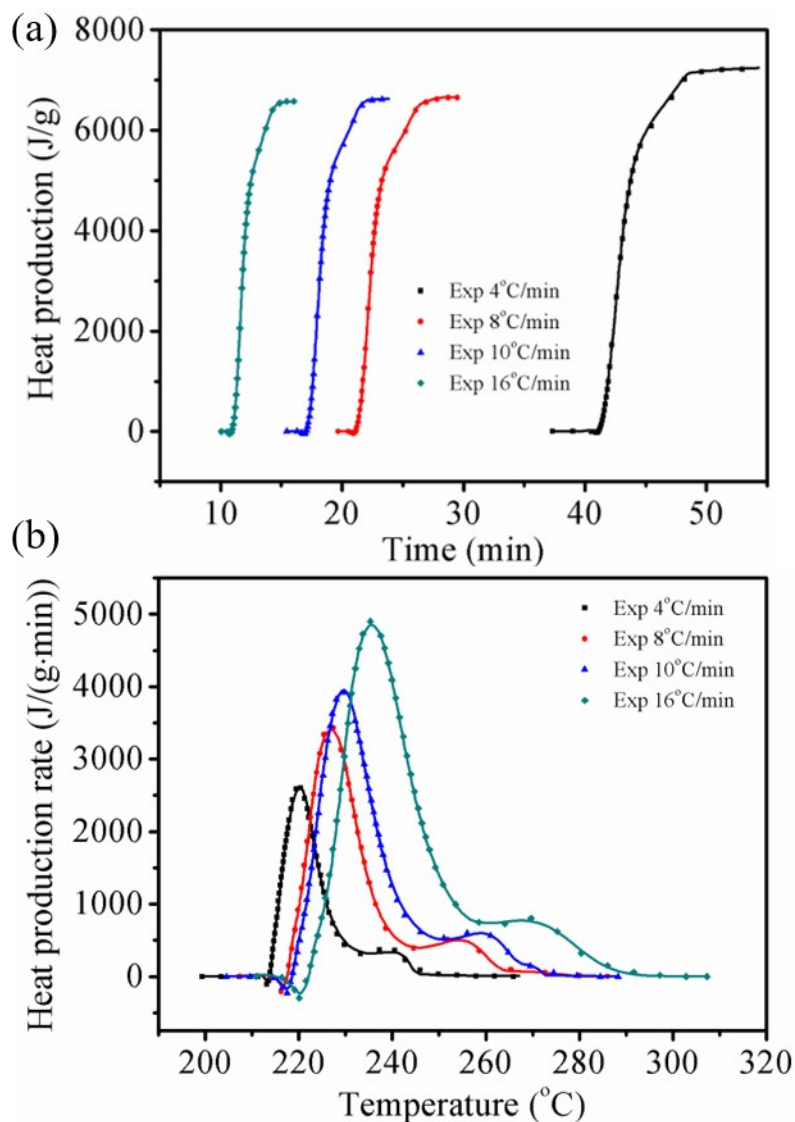 (a)
8000
6000
4000
2000
0
Heat production (J/g)
Exp 4°C/min
Exp 8°C/min
Exp 10°C/min
Exp 16°C/min
10 20 30 40 50
Time (min)
(b)
5000
4000
3000
2000
1000
0
Heat production rate (J/(g·min))
Exp 4°C/min
Exp 8°C/min
Exp 10°C/min
Exp 16°C/min
200 220 240 260 280 300 320
Temperature (°C)